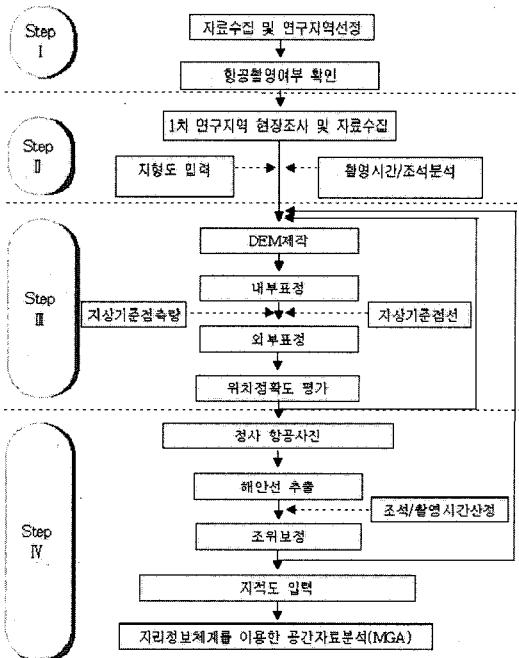 Step
I
자료수집 및 연구지역선정
항공촬영여부 확인
Step
II
1차 연구지역 현장조사 및 자료수집
지형도 입력
촬영시간/조석분석
Step
III
DEM제작
내부표정
지상기준점측량
지상기준점선
외부표정
위치정확도 평가
Step
IV
정사 항공사진
해안선 추출
조석/촬영시간산정
조위보정
지적도 입력
지리정보체계를 이용한 공간자료분석(MGA)